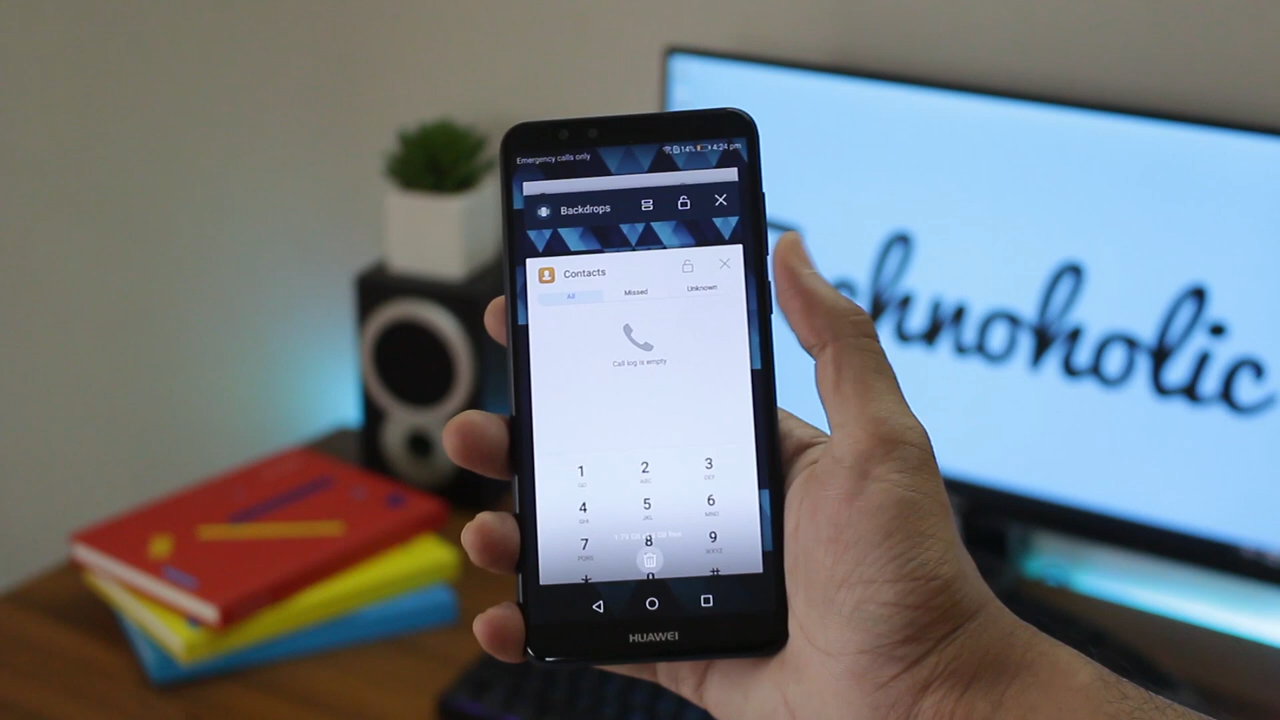 Emergency calls only
14% 4:24 pm
Backdrops
Contacts
All Missed Unknown
Call log is empty
1 2 3
ABC DEF
4 5 6
GHI JKL MNO
7 8 9
PQRS WXYZ
* 0 #
HUAWEI
chnoholic